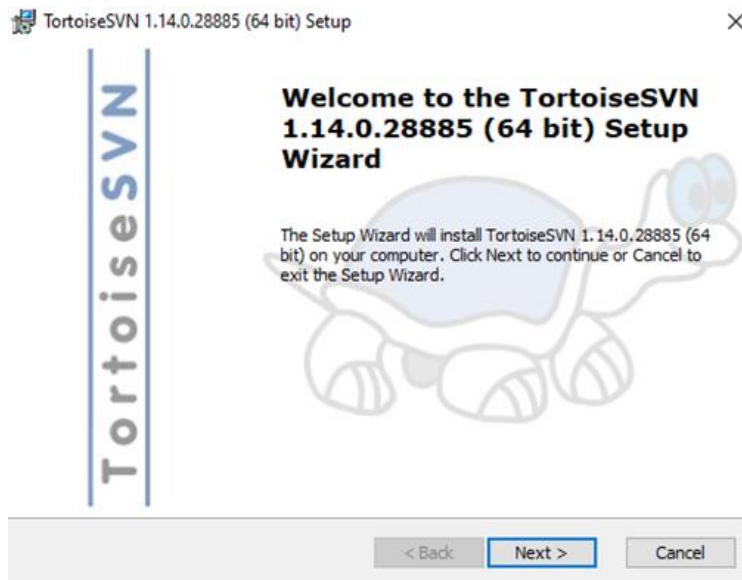 TortoiseSVN 1.14.0.28885 (64 bit) Setup
TortoiseSVN
Welcome to the TortoiseSVN
1.14.0.28885 (64 bit) Setup
Wizard
The Setup Wizard will install TortoiseSVN 1.14.0.28885 (64
bit) on your computer. Click Next to continue or Cancel to
exit the Setup Wizard.
< Back
Next >
Cancel